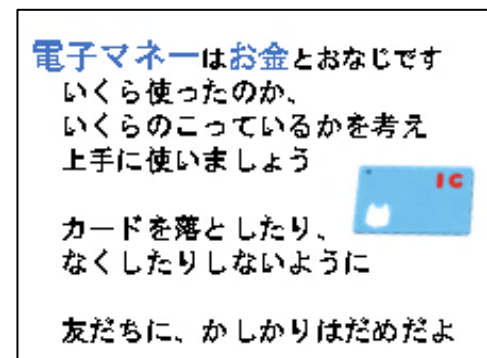 電子マネーはお金とおなじです
いくら使ったのか、
いくらのこっているかを考え
上手に使いましょう
IC
カードを落としたり、
なくしたりしないように
友だちに、かしかりはだめだよ